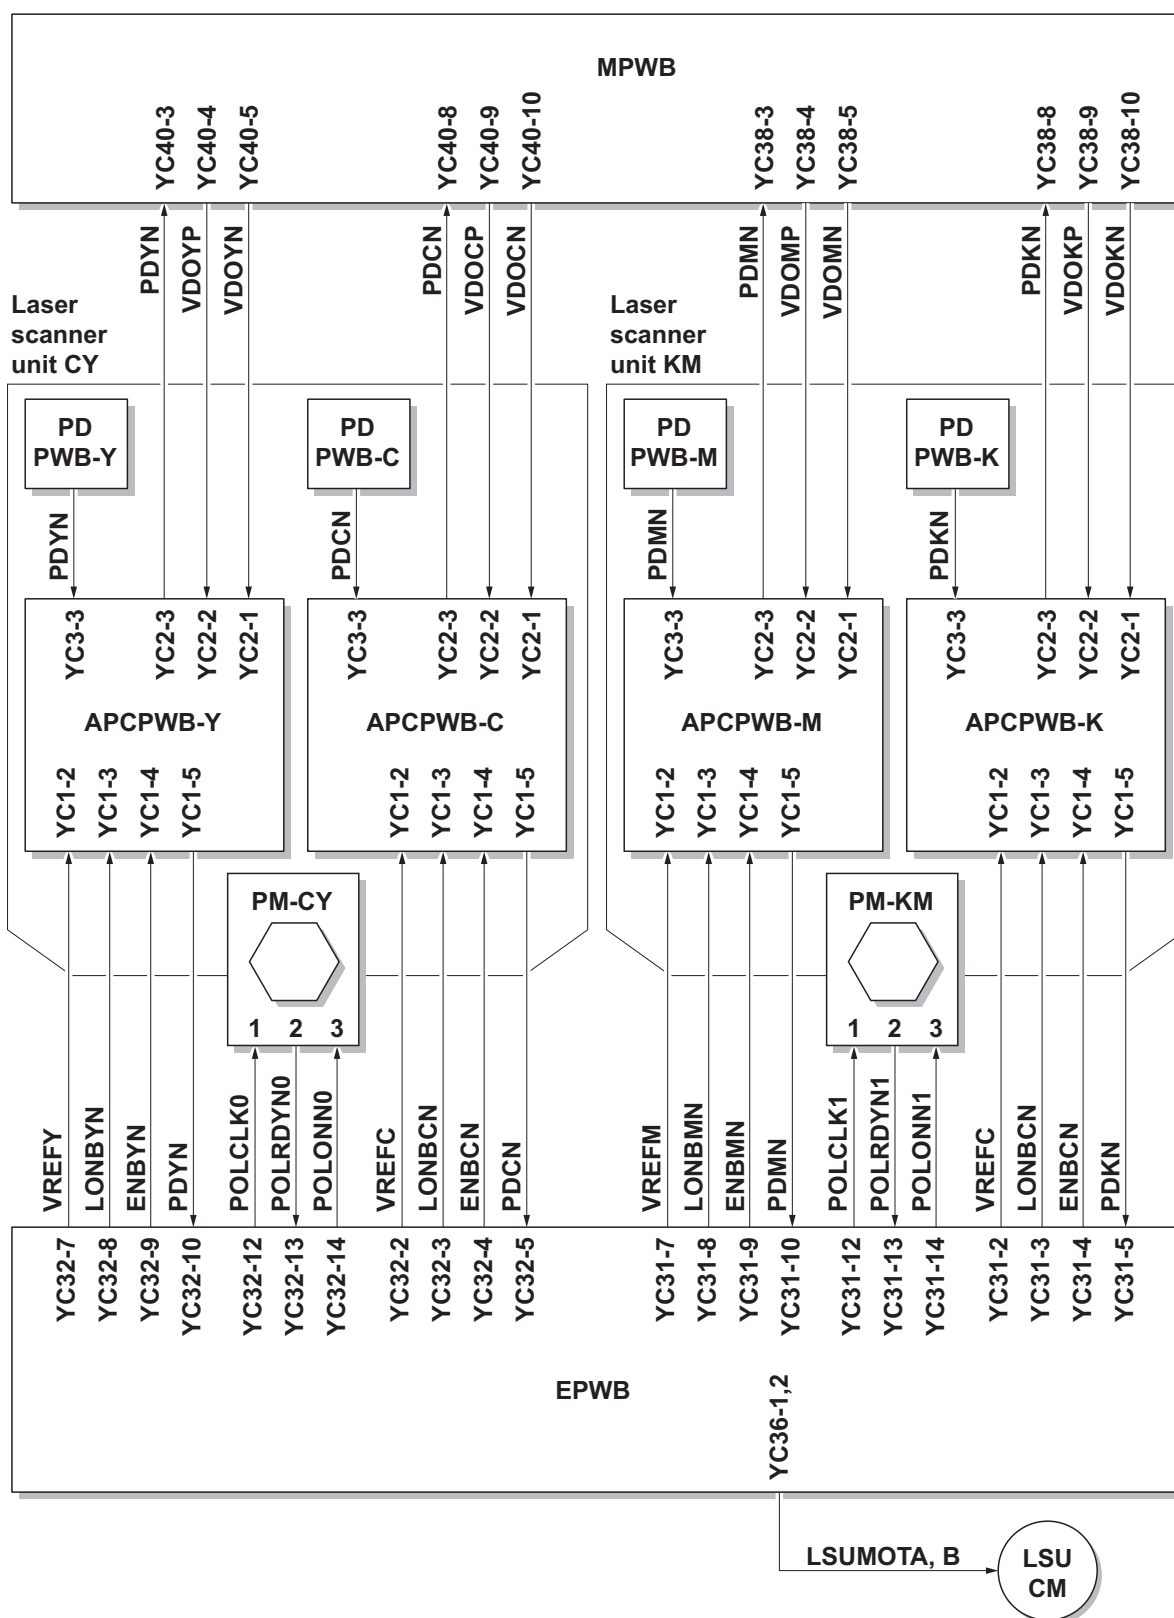 MPWB
YC40-3
YC40-4
YC40-5
YC40-8
YC40-9
YC40-10
YC38-3
YC38-4
YC38-5
YC38-8
YC38-9
YC38-10
PDYN
VDOYP
VDOYN
PDCN
VDOCP
VDOCN
PDMN
VDOMP
VDOMN
PDKN
VDOKP
VDOKN
Laser
scanner
unit CY
Laser
scanner
unit KM
PD
PWB-Y
PD
PWB-C
PD
PWB-M
PD
PWB-K
PDYN
PDCN
PDMN
PDKN
YC3-3
YC2-3
YC2-2
YC2-1
YC3-3
YC2-3
YC2-2
YC2-1
YC3-3
YC2-3
YC2-2
YC2-1
YC3-3
YC2-3
YC2-2
YC2-1
APCPWB-Y
APCPWB-C
APCPWB-M
APCPWB-K
YC1-2
YC1-3
YC1-4
YC1-5
YC1-2
YC1-3
YC1-4
YC1-5
YC1-2
YC1-3
YC1-4
YC1-5
YC1-2
YC1-3
YC1-4
YC1-5
PM-CY
1 2 3
PM-KM
1 2 3
VREFY
LONBYN
ENBYN
PDYN
POLCLK0
POLRDYN0
POLONN0
VREFC
LONBCN
ENBCN
PDCN
VREFM
LONBMN
ENBMN
PDMN
POLCLK1
POLRDYN1
POLONN1
VREFC
LONBCN
ENBCN
PDKN
YC32-7
YC32-8
YC32-9
YC32-10
YC32-12
YC32-13
YC32-14
YC32-2
YC32-3
YC32-4
YC32-5
YC31-7
YC31-8
YC31-9
YC31-10
YC31-12
YC31-13
YC31-14
YC31-2
YC31-3
YC31-4
YC31-5
EPWB
YC36-1,2
LSUMOTA, B
LSU
CM